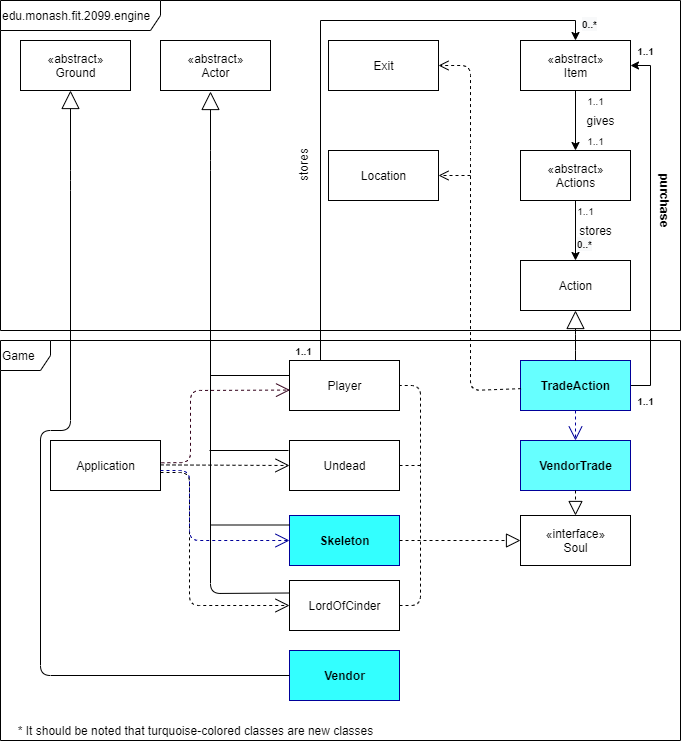 edu.monash.fit.2099.engine
0..*
«abstract»
Ground
«abstract»
Actor
Exit
«abstract»
Item
1..1
1..1
gives
1..1
stores
Location
«abstract»
Actions
purchase
1..1
stores
0..*
Action
Game
1..1
Player
TradeAction
1..1
Application
Undead
VendorTrade
Skeleton
«interface»
Soul
LordOfCinder
Vendor
* It should be noted that turquoise-colored classes are new classes